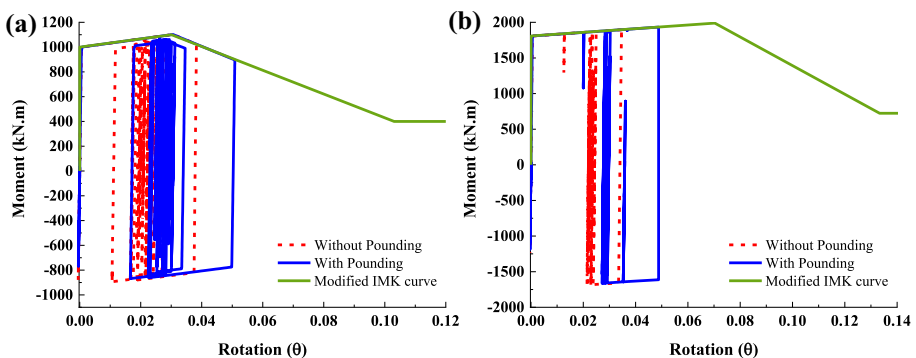 (a)
1200
1000
800
600
400
200
0
-200
-400
-600
-800
-1000
Moment (kN.m)
Without Pounding
With Pounding
Modified IMK curve
0.00 0.02 0.04 0.06 0.08 0.10 0.12
Rotation (θ)
(b)
2000
1500
1000
500
0
-500
-1000
-1500
-2000
Moment (kN.m)
Without Pounding
With Pounding
Modified IMK curve
0.00 0.02 0.04 0.06 0.08 0.10 0.12 0.14
Rotation (θ)